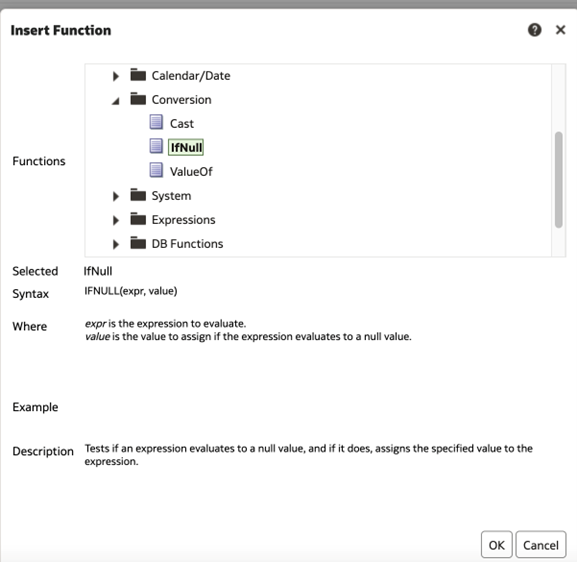 Insert Function
Calendar/Date
Conversion
Cast
IfNull
Functions
ValueOf
System
Expressions
DB Functions
Selected IfNull
Syntax IFNULL(expr, value)
Where expr is the expression to evaluate.
value is the value to assign if the expression evaluates to a null value.
Example
Description Tests if an expression evaluates to a null value, and if it does, assigns the specified value to the
expression.
OK Cancel